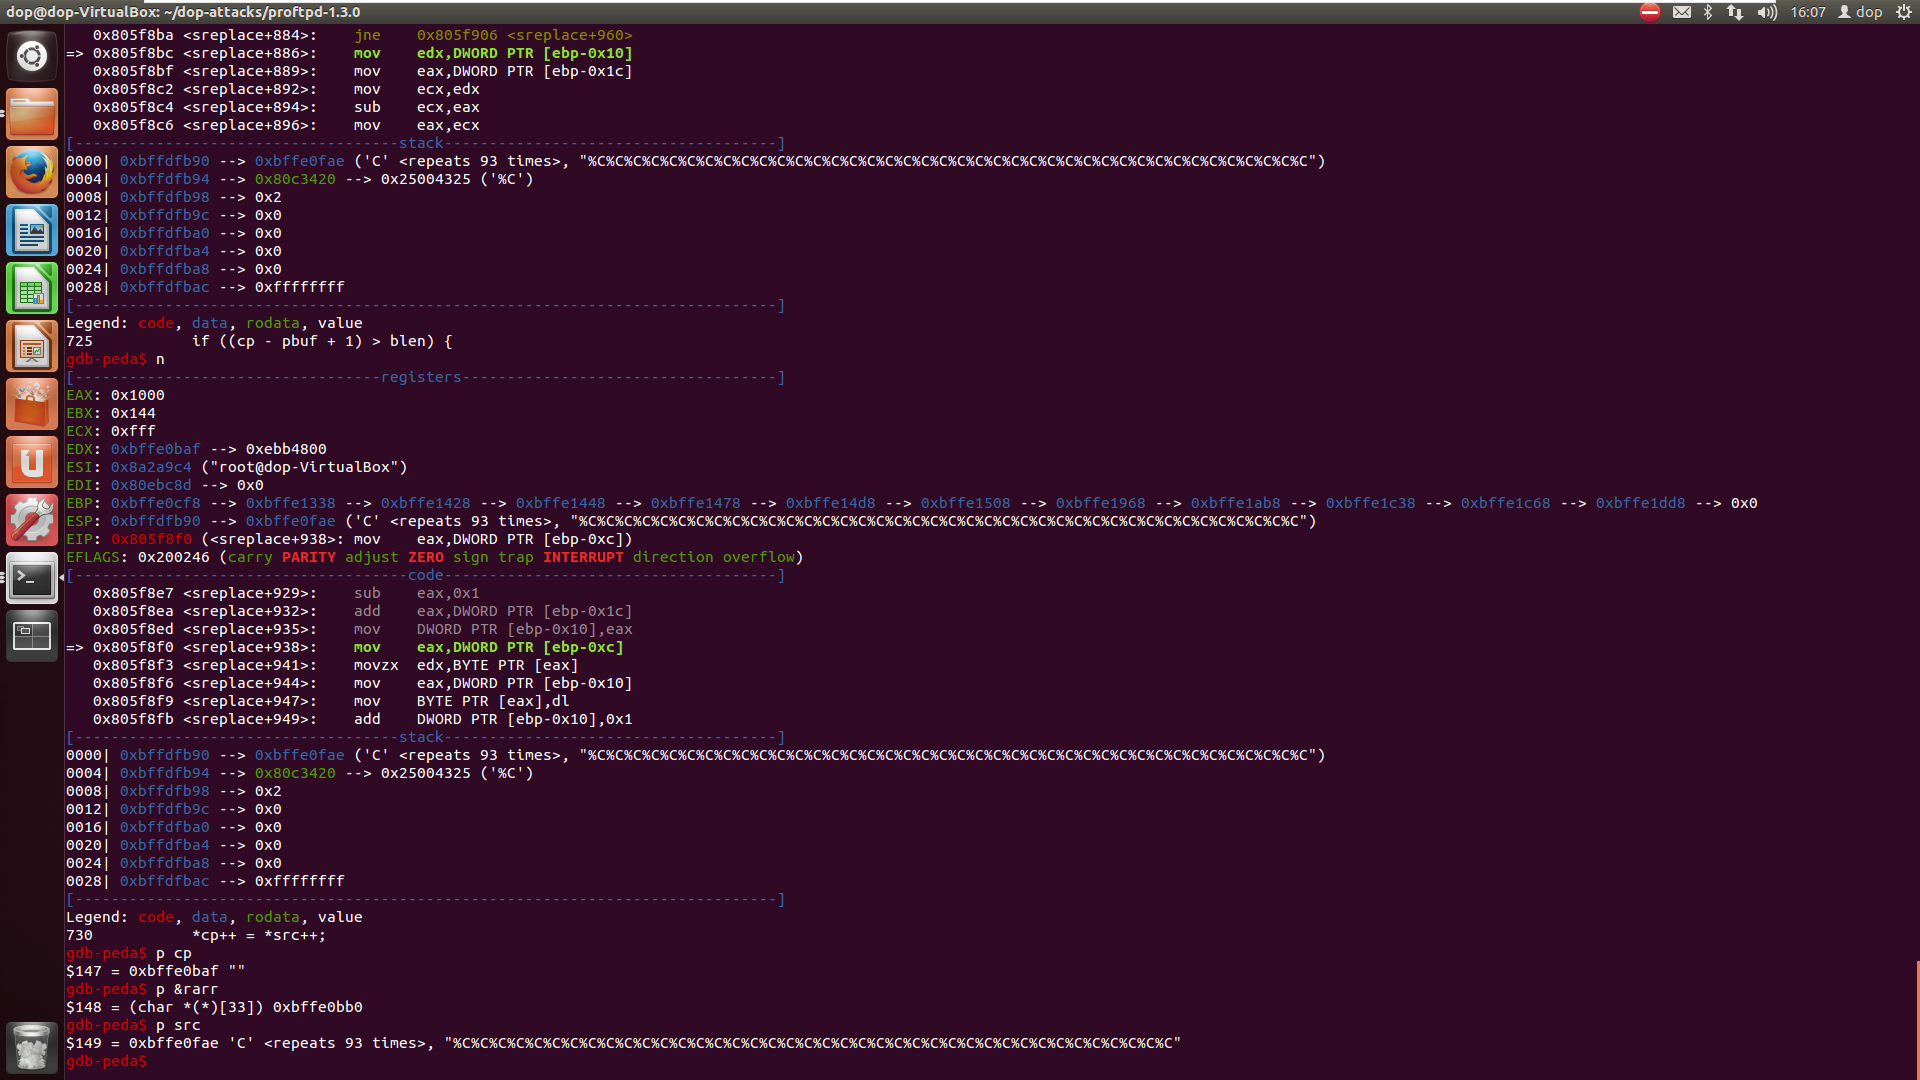 dop@dop-VirtualBox: ~/dop-attacks/proftpd-1.3.0 16:07 dop
0x805f8ba <sreplace+884>: jne 0x805f906 <sreplace+960>
=> 0x805f8bc <sreplace+886>: mov edx,DWORD PTR [ebp-0x10]
0x805f8bf <sreplace+889>: mov eax,DWORD PTR [ebp-0x1c]
0x805f8c2 <sreplace+892>: mov ecx,edx
0x805f8c4 <sreplace+894>: sub ecx,eax
0x805f8c6 <sreplace+896>: mov eax,ecx
[------------------------------------stack-------------------------------------]
0000| 0xbffdfb90 --> 0xbffe0fae ('C' <repeats 93 times>, "%C%C%C%C%C%C%C%C%C%C%C%C%C%C%C%C%C%C%C%C%C%C%C%C%C%C%C%C%C%C%C%C%C%C%C%C%C%C%C%C")
0004| 0xbffdfb94 --> 0x80c3420 --> 0x25004325 ('%C')
0008| 0xbffdfb98 --> 0x2
0012| 0xbffdfb9c --> 0x0
0016| 0xbffdfba0 --> 0x0
0020| 0xbffdfba4 --> 0x0
0024| 0xbffdfba8 --> 0x0
0028| 0xbffdfbac --> 0xffffffff
[------------------------------------------------------------------------------]
Legend: code, data, rodata, value
725 if ((cp - pbuf + 1) > blen) {
gdb-peda$ n
[----------------------------------registers-----------------------------------]
EAX: 0x1000
EBX: 0x144
ECX: 0xfff
EDX: 0xbffe0baf --> 0xebb4800
ESI: 0x8a2a9c4 ("root@dop-VirtualBox")
EDI: 0x80ebc8d --> 0x0
EBP: 0xbffe0cf8 --> 0xbffe1338 --> 0xbffe1428 --> 0xbffe1448 --> 0xbffe1478 --> 0xbffe14d8 --> 0xbffe1508 --> 0xbffe1968 --> 0xbffe1ab8 --> 0xbffe1c38 --> 0xbffe1c68 --> 0xbffe1dd8 --> 0x0
ESP: 0xbffdfb90 --> 0xbffe0fae ('C' <repeats 93 times>, "%C%C%C%C%C%C%C%C%C%C%C%C%C%C%C%C%C%C%C%C%C%C%C%C%C%C%C%C%C%C%C%C%C%C%C%C%C%C%C%C")
EIP: 0x805f8f0 (<sreplace+938>: mov eax,DWORD PTR [ebp-0xc])
EFLAGS: 0x200246 (carry PARITY adjust ZERO sign trap INTERRUPT direction overflow)
[-------------------------------------code-------------------------------------]
0x805f8e7 <sreplace+929>: sub eax,0x1
0x805f8ea <sreplace+932>: add eax,DWORD PTR [ebp-0x1c]
0x805f8ed <sreplace+935>: mov DWORD PTR [ebp-0x10],eax
=> 0x805f8f0 <sreplace+938>: mov eax,DWORD PTR [ebp-0xc]
0x805f8f3 <sreplace+941>: movzx edx,BYTE PTR [eax]
0x805f8f6 <sreplace+944>: mov eax,DWORD PTR [ebp-0x10]
0x805f8f9 <sreplace+947>: mov BYTE PTR [eax],dl
0x805f8fb <sreplace+949>: add DWORD PTR [ebp-0x10],0x1
[------------------------------------stack-------------------------------------]
0000| 0xbffdfb90 --> 0xbffe0fae ('C' <repeats 93 times>, "%C%C%C%C%C%C%C%C%C%C%C%C%C%C%C%C%C%C%C%C%C%C%C%C%C%C%C%C%C%C%C%C%C%C%C%C%C%C%C%C")
0004| 0xbffdfb94 --> 0x80c3420 --> 0x25004325 ('%C')
0008| 0xbffdfb98 --> 0x2
0012| 0xbffdfb9c --> 0x0
0016| 0xbffdfba0 --> 0x0
0020| 0xbffdfba4 --> 0x0
0024| 0xbffdfba8 --> 0x0
0028| 0xbffdfbac --> 0xffffffff
[------------------------------------------------------------------------------]
Legend: code, data, rodata, value
730 *cp++ = *src++;
gdb-peda$ p cp
$147 = 0xbffe0baf ""
gdb-peda$ p &rarr
$148 = (char *(*)[33]) 0xbffe0bb0
gdb-peda$ p src
$149 = 0xbffe0fae 'C' <repeats 93 times>, "%C%C%C%C%C%C%C%C%C%C%C%C%C%C%C%C%C%C%C%C%C%C%C%C%C%C%C%C%C%C%C%C%C%C%C%C%C%C%C%C"
gdb-peda$